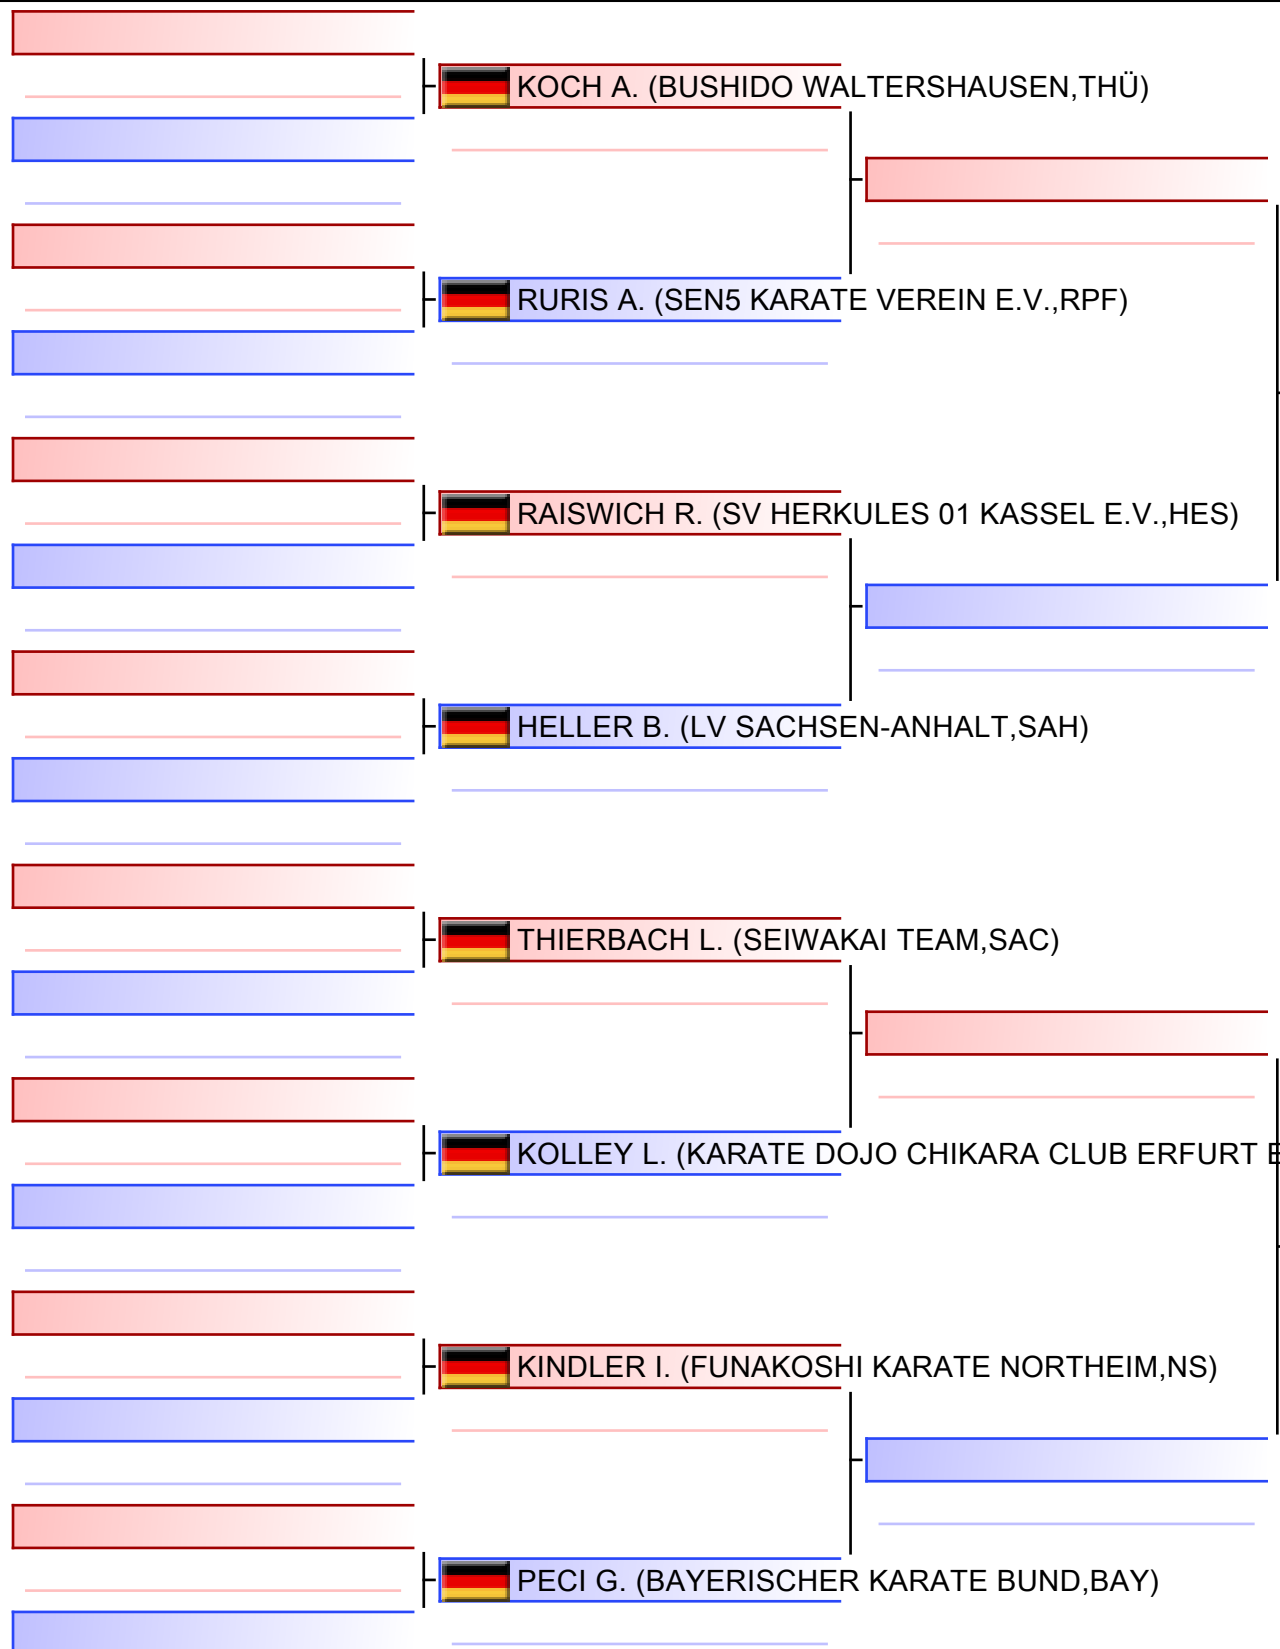 KOCH A. (BUSHIDO WALTERSHAUSEN,THÜ)
RURIS A. (SEN5 KARATE VEREIN E.V.,RPF)
RAISWICH R. (SV HERKULES 01 KASSEL E.V.,HES)
HELLER B. (LV SACHSEN-ANHALT,SAH)
THIERBACH L. (SEIWAKAI TEAM,SAC)
KOLLEY L. (KARATE DOJO CHIKARA CLUB ERFURT E
KINDLER I. (FUNAKOSHI KARATE NORTHEIM,NS)
PECI G. (BAYERISCHER KARATE BUND,BAY)